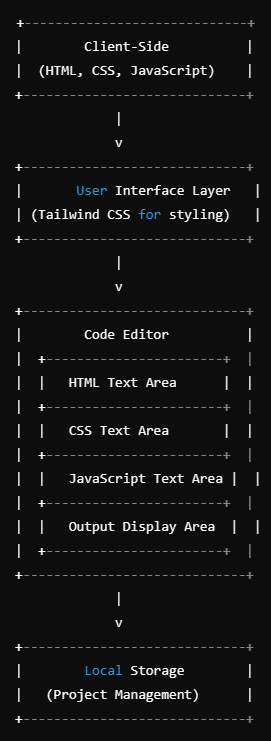 +-----------------------------+
|        Client-Side          |
|  (HTML, CSS, JavaScript)    |
+-----------------------------+
             |
             v
+-----------------------------+
|       User Interface Layer   |
| (Tailwind CSS for styling)   |
+-----------------------------+
             |
             v
+-----------------------------+
|        Code Editor          |
|  +-----------------------+  |
|  |   HTML Text Area      |  |
|  +-----------------------+  |
|  |   CSS Text Area       |  |
|  +-----------------------+  |
|  |   JavaScript Text Area |  |
|  +-----------------------+  |
|  |   Output Display Area  |  |
|  +-----------------------+  |
+-----------------------------+
             |
             v
+-----------------------------+
|        Local Storage        |
|   (Project Management)      |
+-----------------------------+